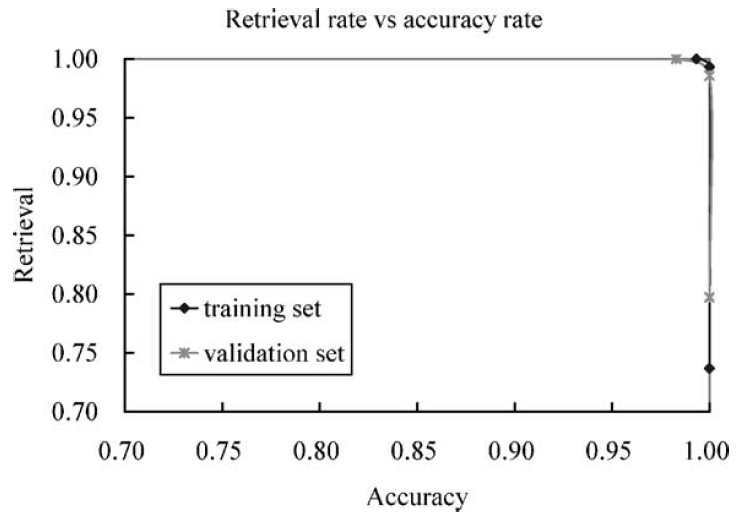 Retrieval rate vs accuracy rate
1.00
0.95
0.90
0.85
0.80
0.75
0.70
Retrieval
training set
validation set
0.70 0.75 0.80 0.85 0.90 0.95 1.00
Accuracy